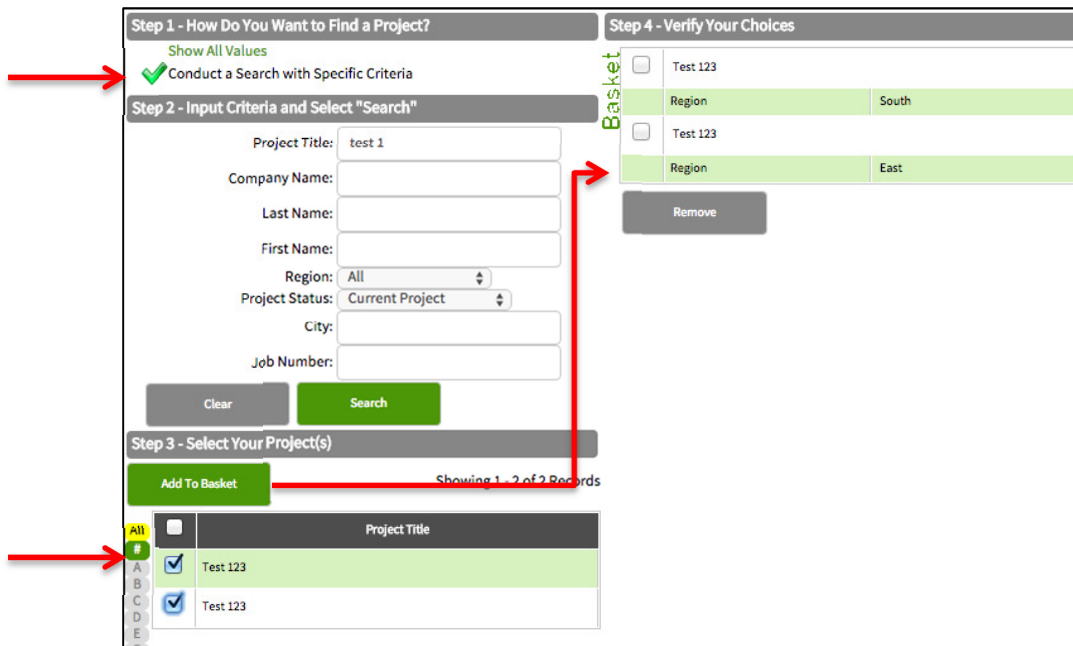 Step 1 - How Do You Want to Find a Project?
Show All Values
Conduct a Search with Specific Criteria
Step 2 - Input Criteria and Select "Search"
Project Title: test 1
Company Name:
Last Name:
First Name:
Region: All
Project Status: Current Project
City:
Job Number:
Clear Search
Step 3 - Select Your Project(s)
Add To Basket Showing 1 - 2 of 2 Records
All
#
A
B
C
D
E
Project Title
Test 123
Test 123
Step 4 - Verify Your Choices
Basket
Test 123
Region South
Test 123
Region East
Remove